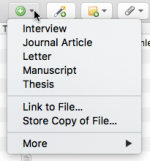 Interview
Journal Article
Letter
Manuscript
Thesis
Link to File...
Store Copy of File...
More